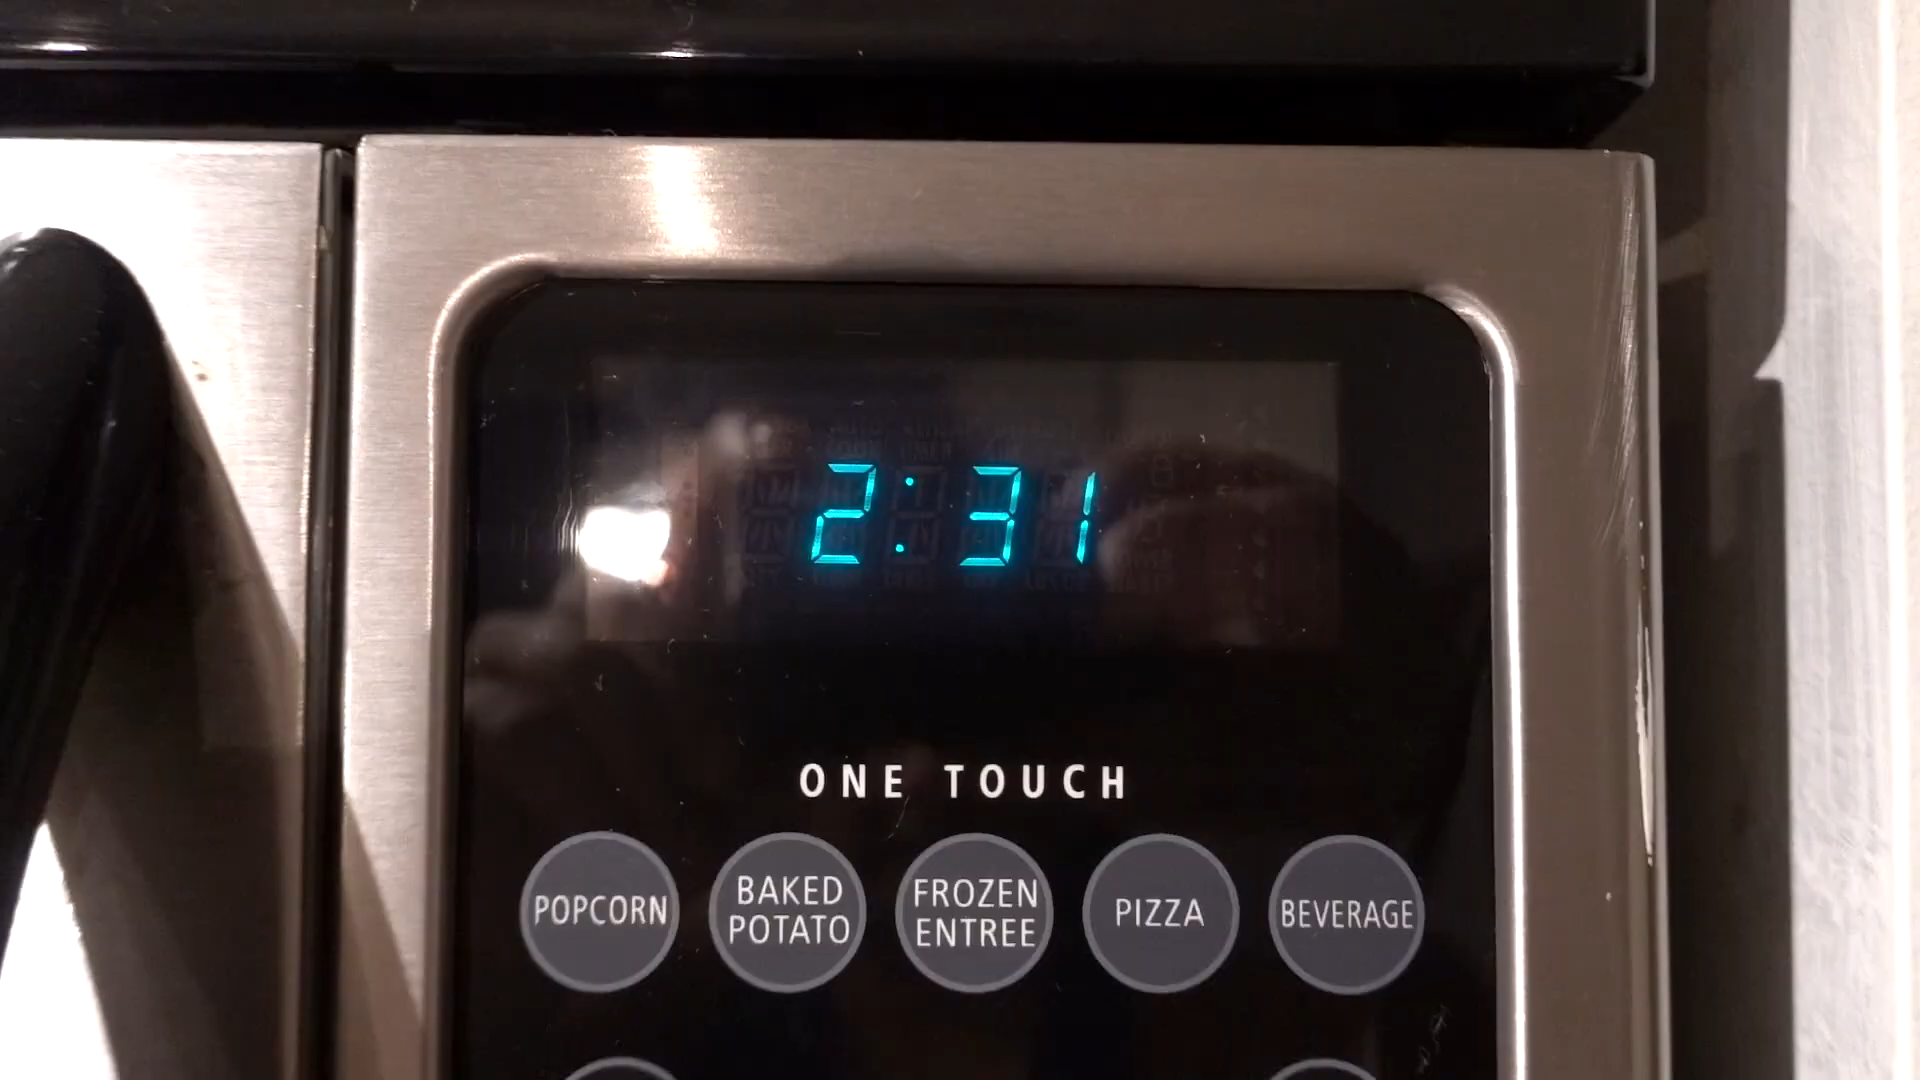 2:31
ONE TOUCH
POPCORN
BAKED
POTATO
FROZEN
ENTREE
PIZZA
BEVERAGE